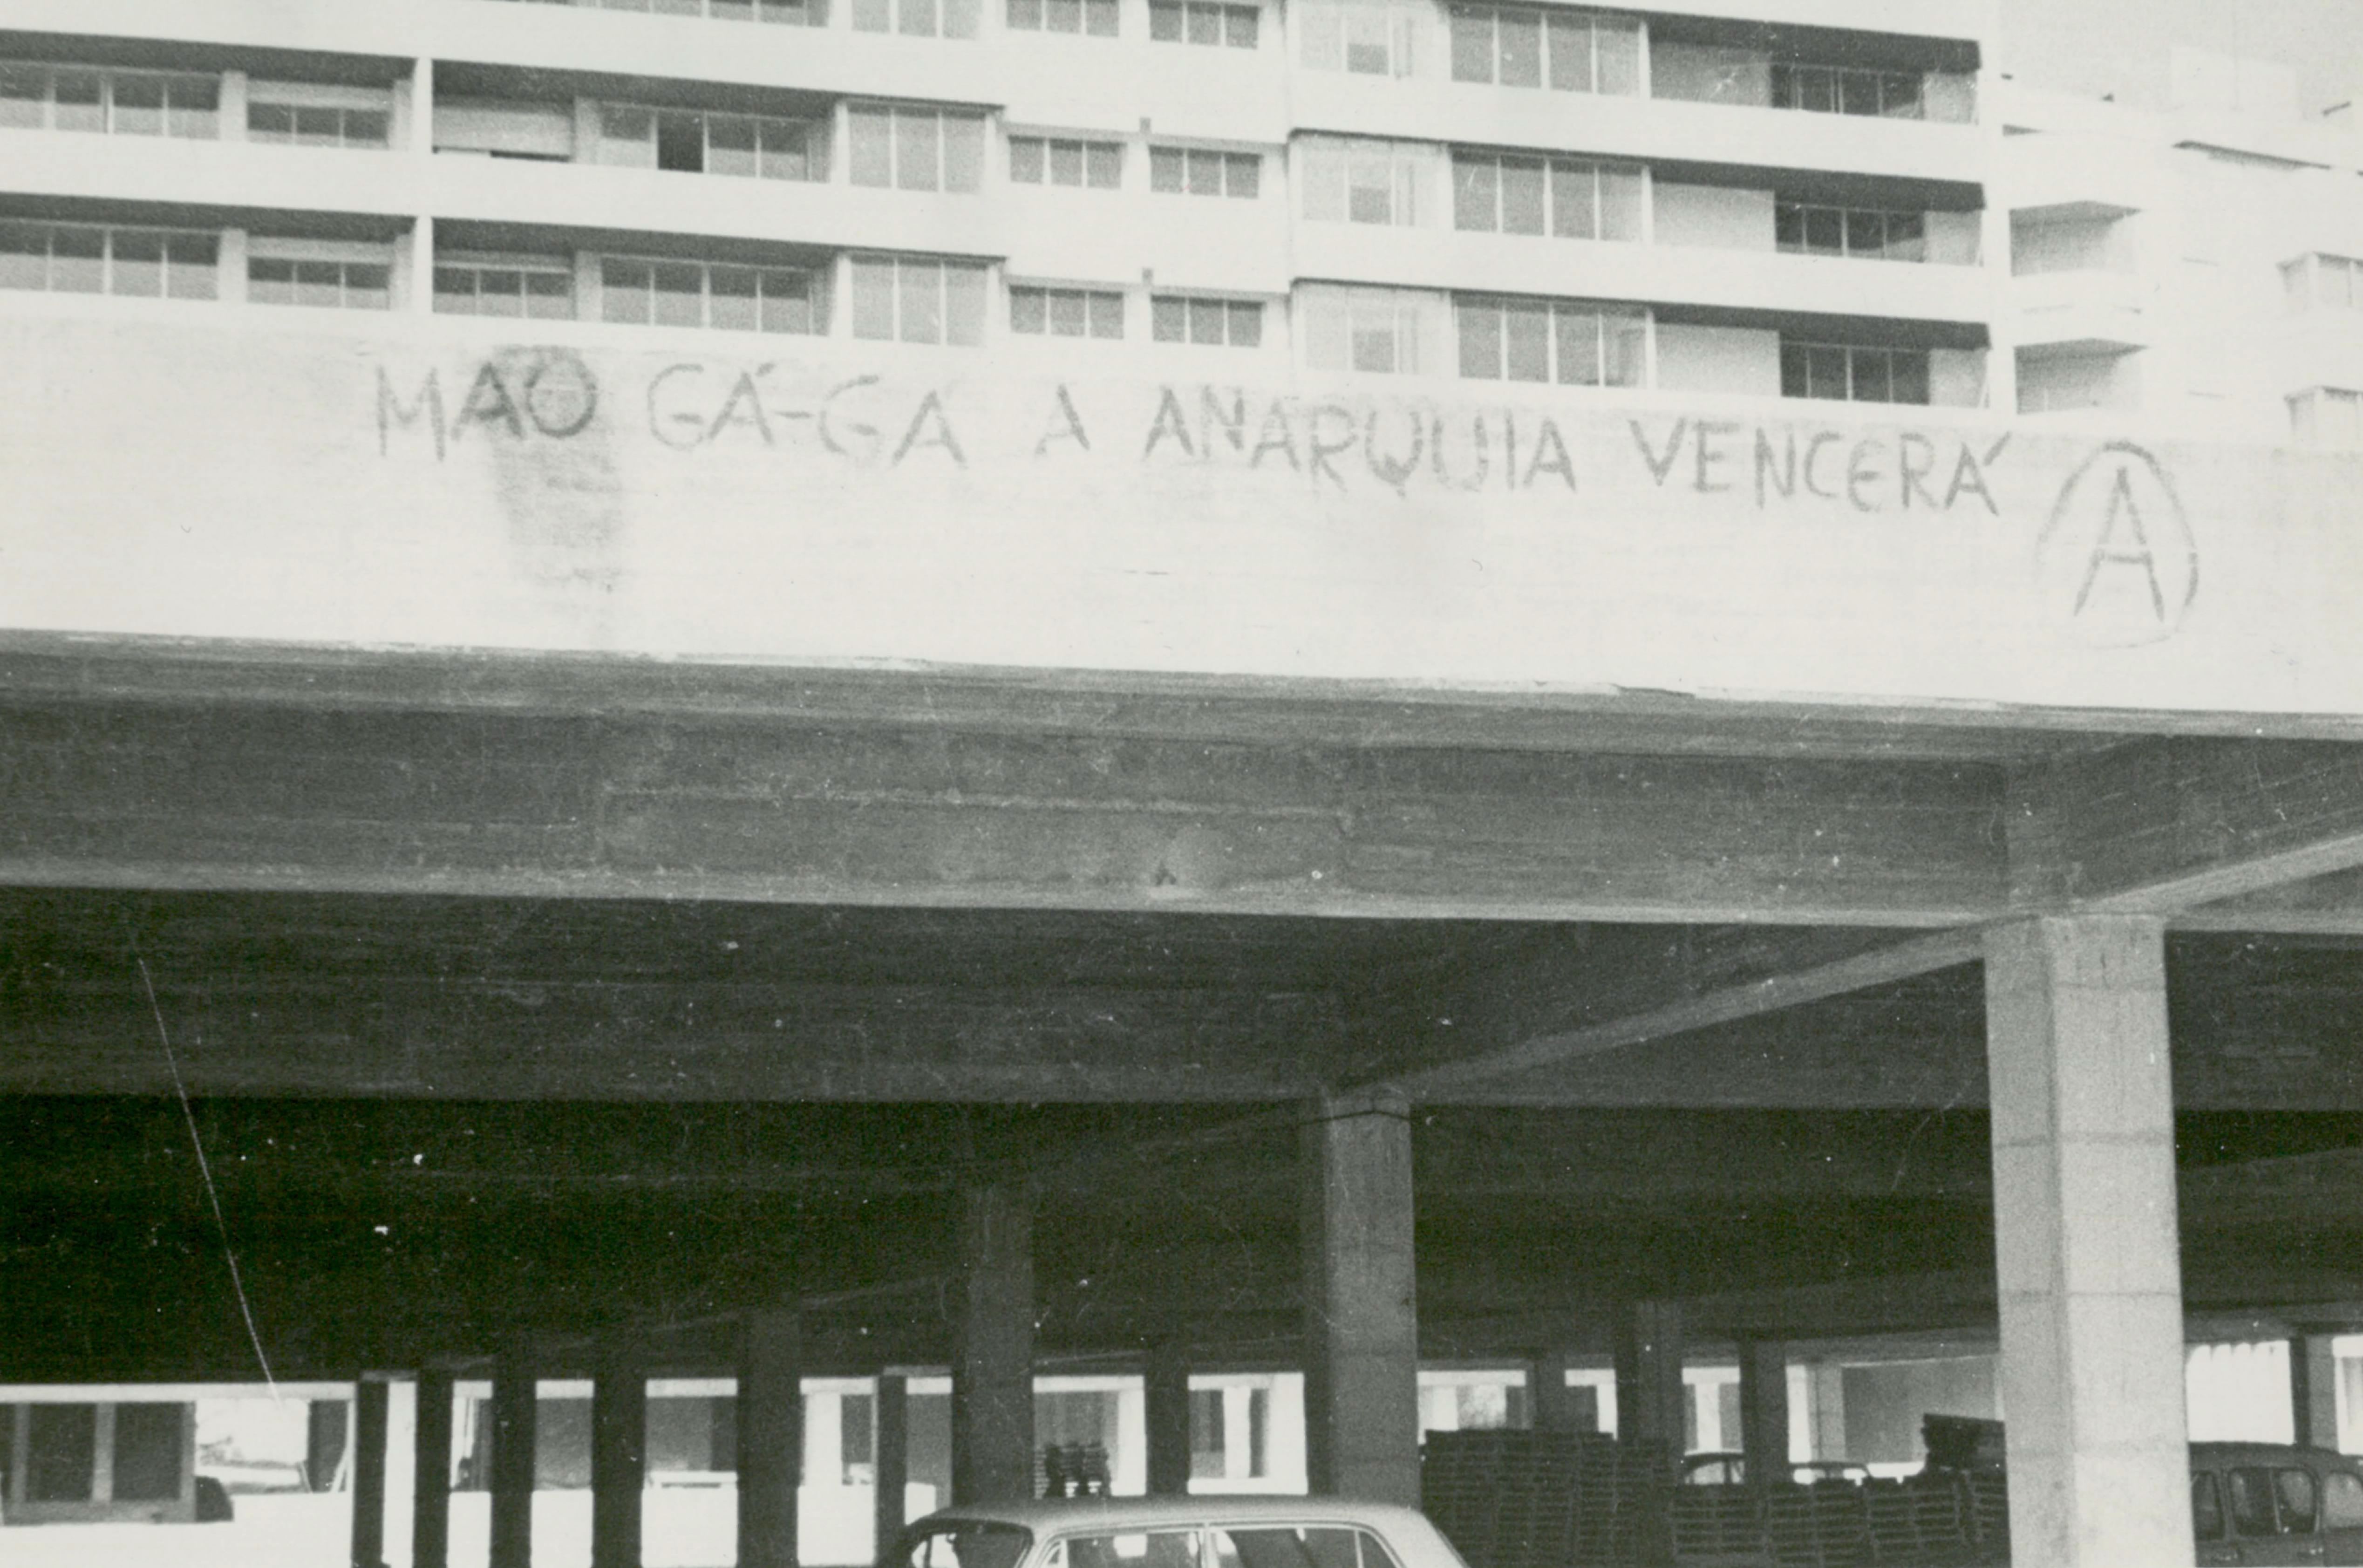 MAO GÁ-GA A ANARQUIA VENCERÁ Ⓐ